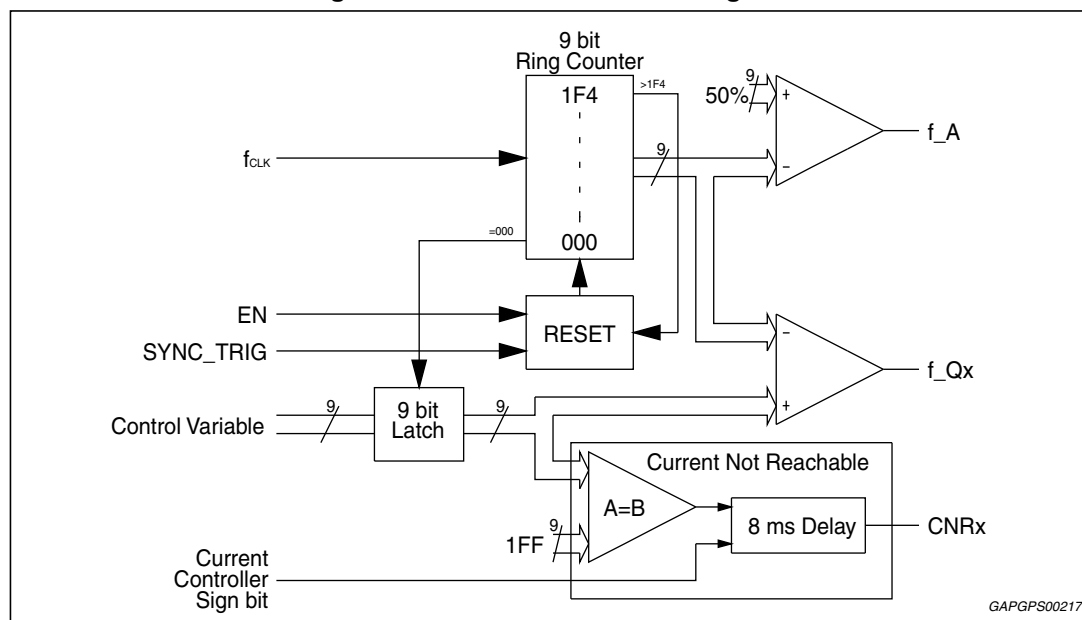 9 bit
Ring Counter
1F4
>1F4
9
50%
+
f_A
fCLK
9
−
=000
000
EN
RESET
SYNC_TRIG
−
f_Qx
+
Control Variable
9
9 bit
Latch
9
Current Not Reachable
A=B
8 ms Delay
CNRx
9
1FF
Current
Controller
Sign bit
GAPGPS00217